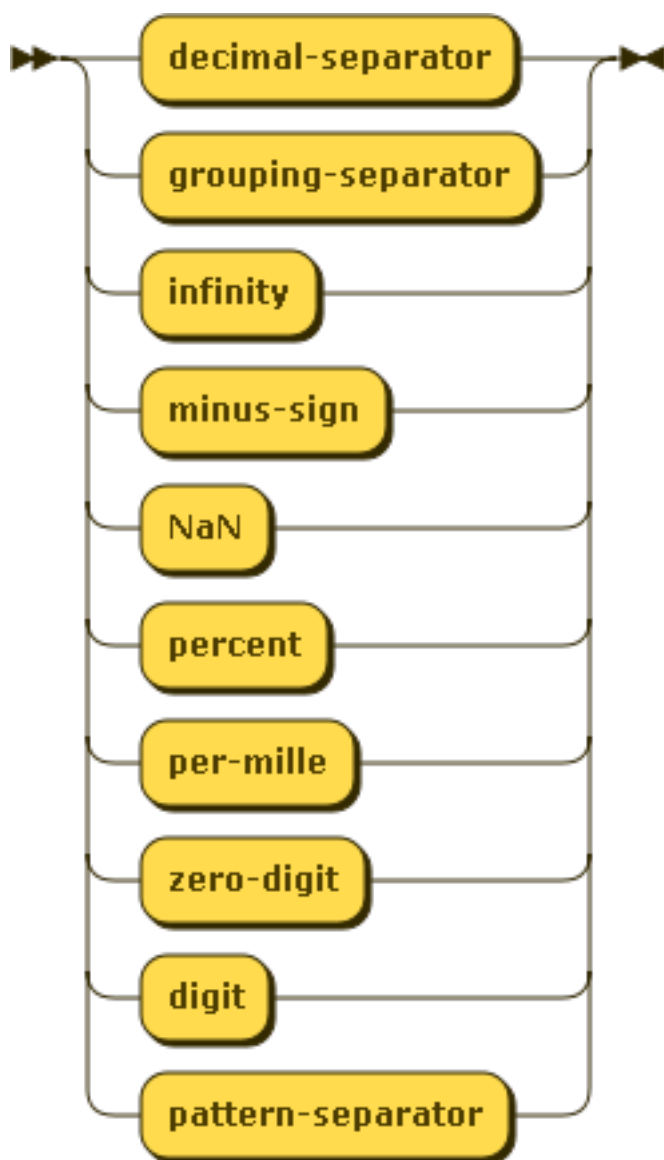 decimal-separator
grouping-separator
infinity
minus-sign
NaN
percent
per-mille
zero-digit
digit
pattern-separator